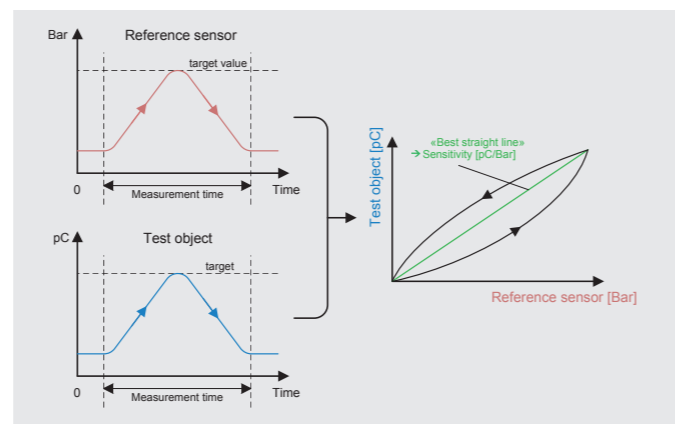 Bar
Reference sensor
target value
0
Measurement time
Time
pC
Test object
target
0
Measurement time
Time
Test object [pC]
«Best straight line»
➔ Sensitivity [pC/Bar]
Reference sensor [Bar]